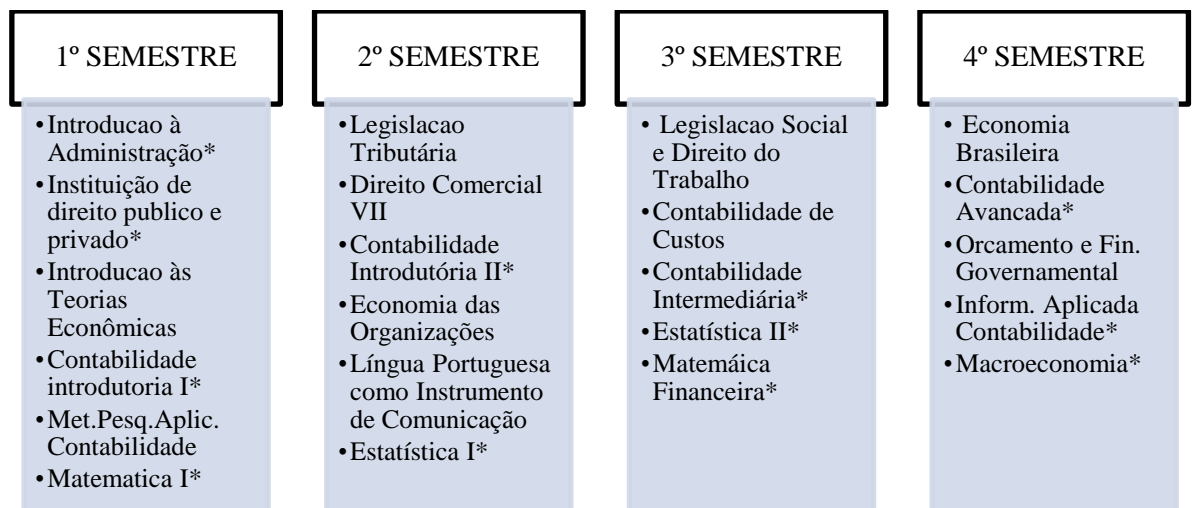 1º SEMESTRE
•Introducao à
Administração*
•Instituição de
direito publico e
privado*
•Introducao às
Teorias
Econômicas
•Contabilidade
introdutoria I*
•Met.Pesq.Aplic.
Contabilidade
•Matematica I*
2º SEMESTRE
•Legislacao
Tributária
•Direito Comercial
VII
•Contabilidade
Introdutória II*
•Economia das
Organizações
•Língua Portuguesa
como Instrumento
de Comunicação
•Estatística I*
3º SEMESTRE
• Legislacao Social
e Direito do
Trabalho
•Contabilidade de
Custos
•Contabilidade
Intermediária*
•Estatística II*
•Matemáica
Financeira*
4º SEMESTRE
• Economia
Brasileira
•Contabilidade
Avancada*
•Orcamento e Fin.
Governamental
•Inform. Aplicada
Contabilidade*
•Macroeconomia*